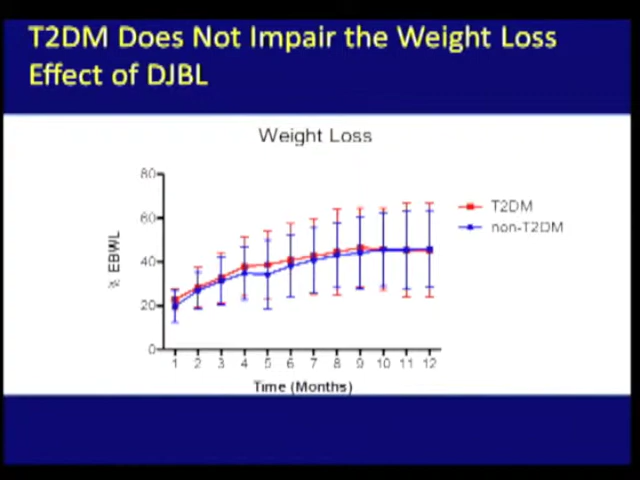 T2DM Does Not Impair the Weight Loss
Effect of DJBL
Weight Loss
80
60
40
20
0
% EBWL
1 2 3 4 5 6 7 8 9 10 11 12
Time (Months)
T2DM
non-T2DM